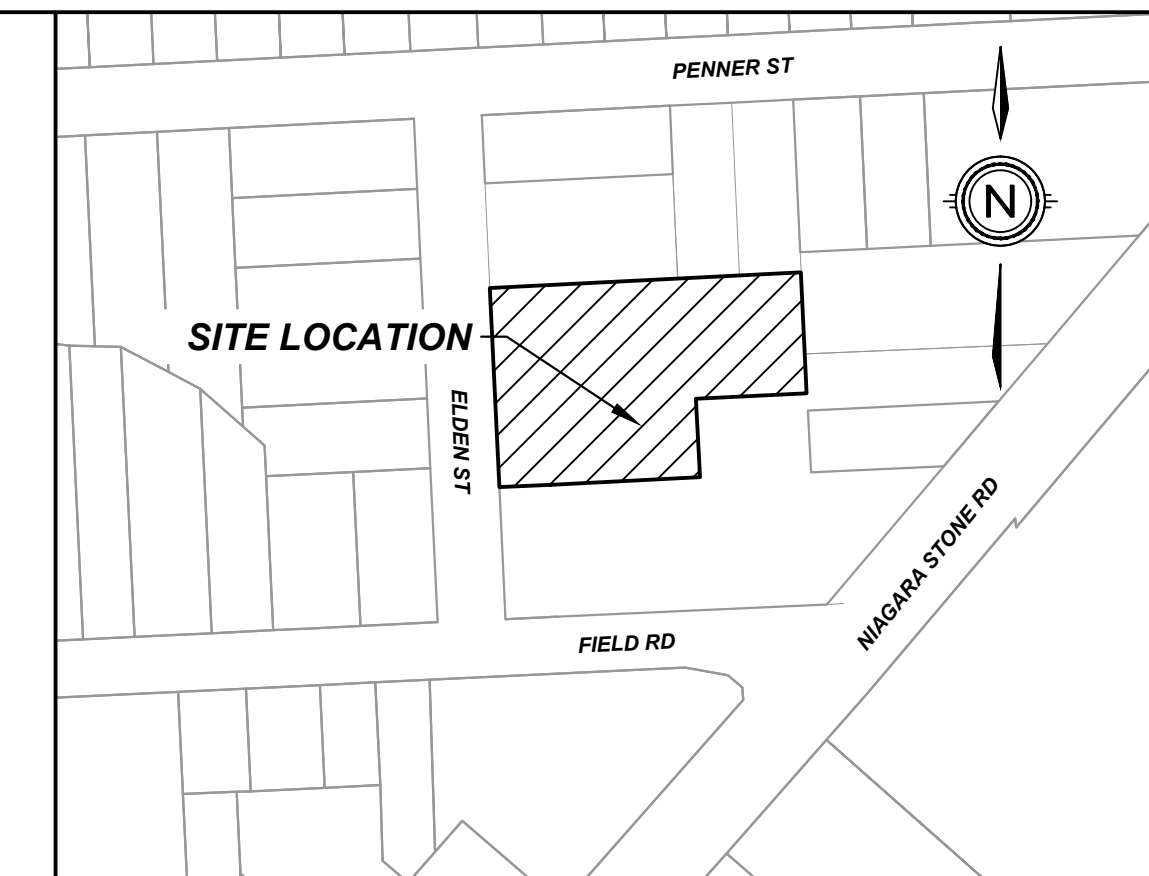 PENNER ST
N
SITE LOCATION
ELDEN ST
NIAGARA STONE RD
FIELD RD